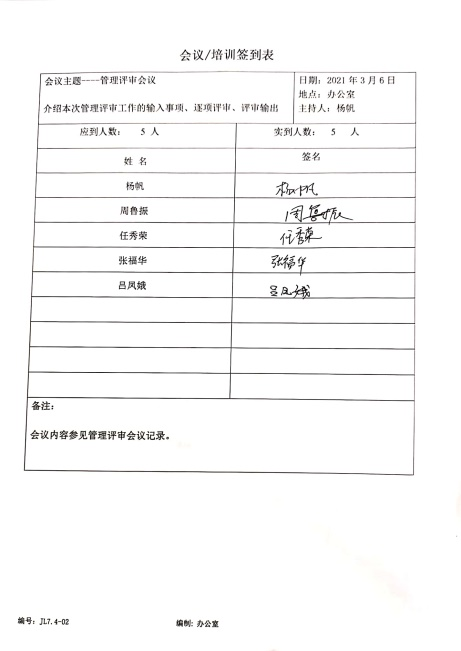 会议/培训签到表
会议主题----管理评审会议
介绍本次管理评审工作的输入事项、逐项评审、评审输出
日期：2021年3月6日
地点：办公室
主持人：杨帆
应到人数： 5 人 实到人数： 5 人
姓 名 签名
杨帆 杨帆
周鲁振 周鲁振
任秀荣 任秀荣
张福华 张福华
吕凤娥 吕凤娥
备注：
会议内容参见管理评审会议记录。
编号：JL7.4-02 编制：办公室